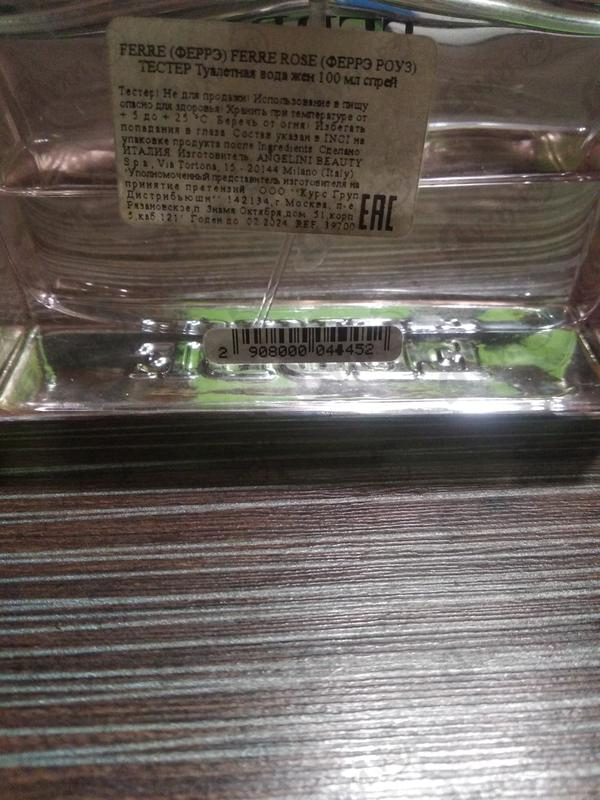 FERRE (ФЕРРЭ) FERRE ROSE (ФЕРРЭ РОУЗ)
ТЕСТЕР Туалетная вода жен 100 мл спрей
Тестер! Не для продажи! Использование в пищу
опасно для здоровья! Хранить при температуре от
+ 5 до + 25 °C. Беречь от огня! Избегать
попадания в глаза. Состав указан в INCI на
упаковке продукта после Ingredients. Сделано:
ИТАЛИЯ. Изготовитель: ANGELINI BEAUTY
S.p.a., Via Tortona, 15 - 20144 Milano (Italy)
*Уполномоченный представитель изготовителя на
принятие претензий: ООО "Курс Груп
Дистрибьюшн" 142134, г. Москва, п-е
Рязановское, п. Знамя Октября, дом. 31, корп
5, каб 121* Годен до: 02.2024. REF: 39700
EAC
2 908000 044452